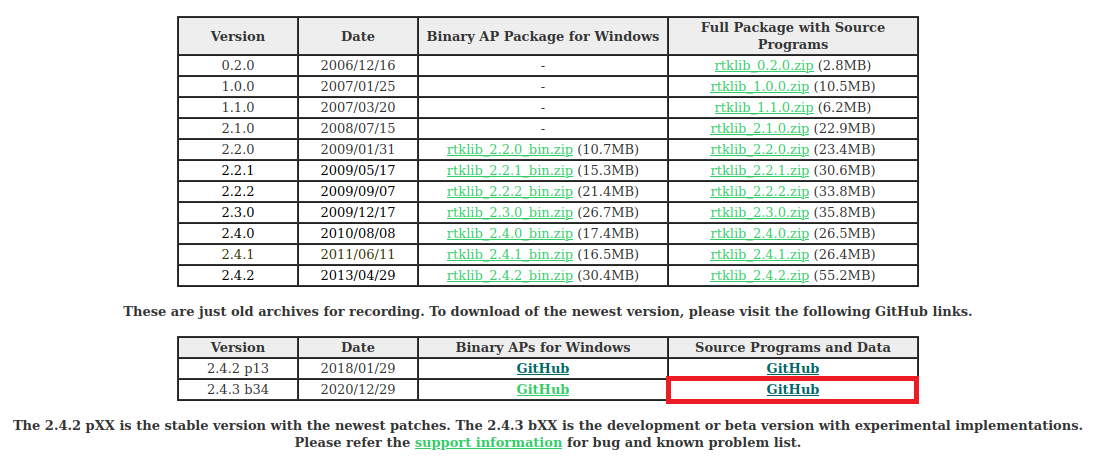 Version Date Binary AP Package for Windows Full Package with Source Programs
0.2.0 2006/12/16 - rtklib_0.2.0.zip (2.8MB)
1.0.0 2007/01/25 - rtklib_1.0.0.zip (10.5MB)
1.1.0 2007/03/20 - rtklib_1.1.0.zip (6.2MB)
2.1.0 2008/07/15 - rtklib_2.1.0.zip (22.9MB)
2.2.0 2009/01/31 rtklib_2.2.0_bin.zip (10.7MB) rtklib_2.2.0.zip (23.4MB)
2.2.1 2009/05/17 rtklib_2.2.1_bin.zip (15.3MB) rtklib_2.2.1.zip (30.6MB)
2.2.2 2009/09/07 rtklib_2.2.2_bin.zip (21.4MB) rtklib_2.2.2.zip (33.8MB)
2.3.0 2009/12/17 rtklib_2.3.0_bin.zip (26.7MB) rtklib_2.3.0.zip (35.8MB)
2.4.0 2010/08/08 rtklib_2.4.0_bin.zip (17.4MB) rtklib_2.4.0.zip (26.5MB)
2.4.1 2011/06/11 rtklib_2.4.1_bin.zip (16.5MB) rtklib_2.4.1.zip (26.4MB)
2.4.2 2013/04/29 rtklib_2.4.2_bin.zip (30.4MB) rtklib_2.4.2.zip (55.2MB)
These are just old archives for recording. To download of the newest version, please visit the following GitHub links.
Version Date Binary APs for Windows Source Programs and Data
2.4.2 p13 2018/01/29 GitHub GitHub
2.4.3 b34 2020/12/29 GitHub GitHub
The 2.4.2 pXX is the stable version with the newest patches. The 2.4.3 bXX is the development or beta version with experimental implementations.
Please refer the support information for bug and known problem list.